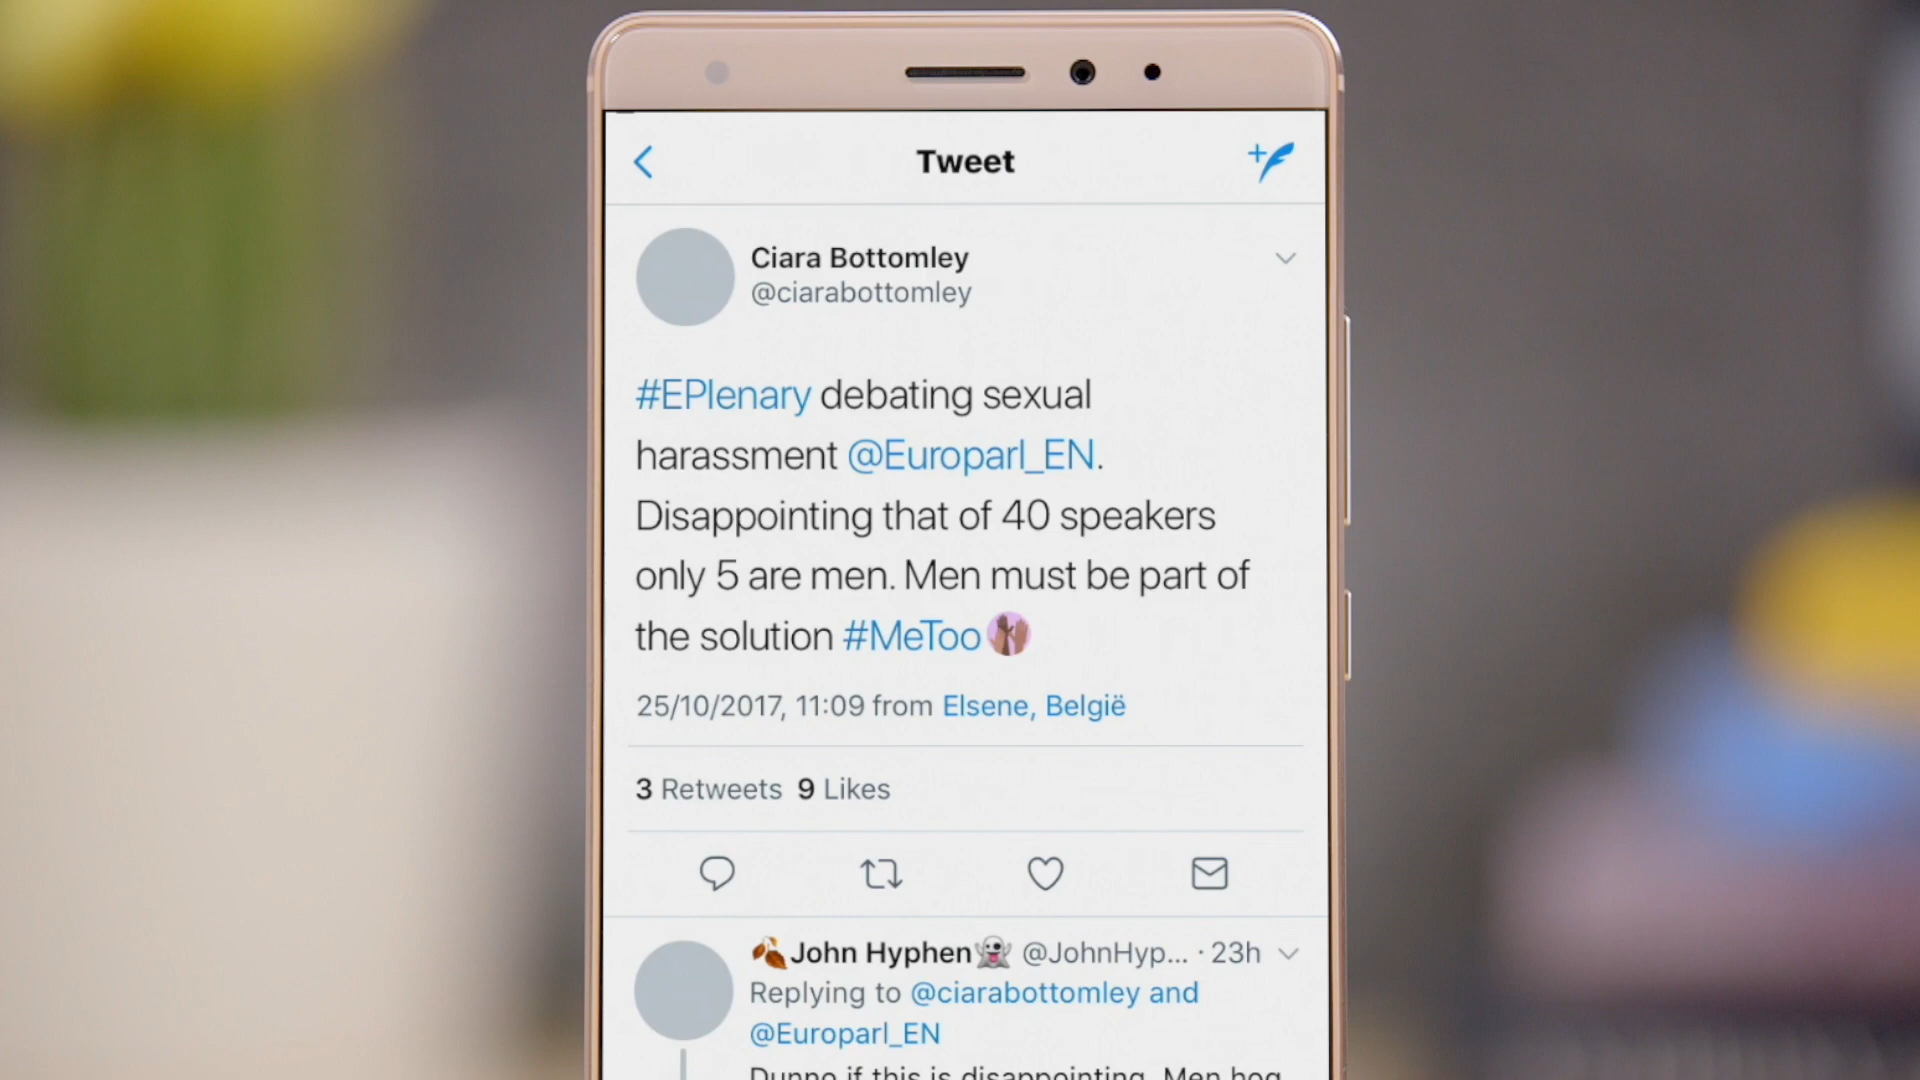 Tweet
Ciara Bottomley
@ciarabottomley
#EPlenary debating sexual
harassment @Europarl_EN.
Disappointing that of 40 speakers
only 5 are men. Men must be part of
the solution #MeToo
25/10/2017, 11:09 from Elsene, België
3 Retweets 9 Likes
John Hyphen @JohnHyp... · 23h
Replying to @ciarabottomley and
@Europarl_EN
Dunno if this is disappointing. Men hog